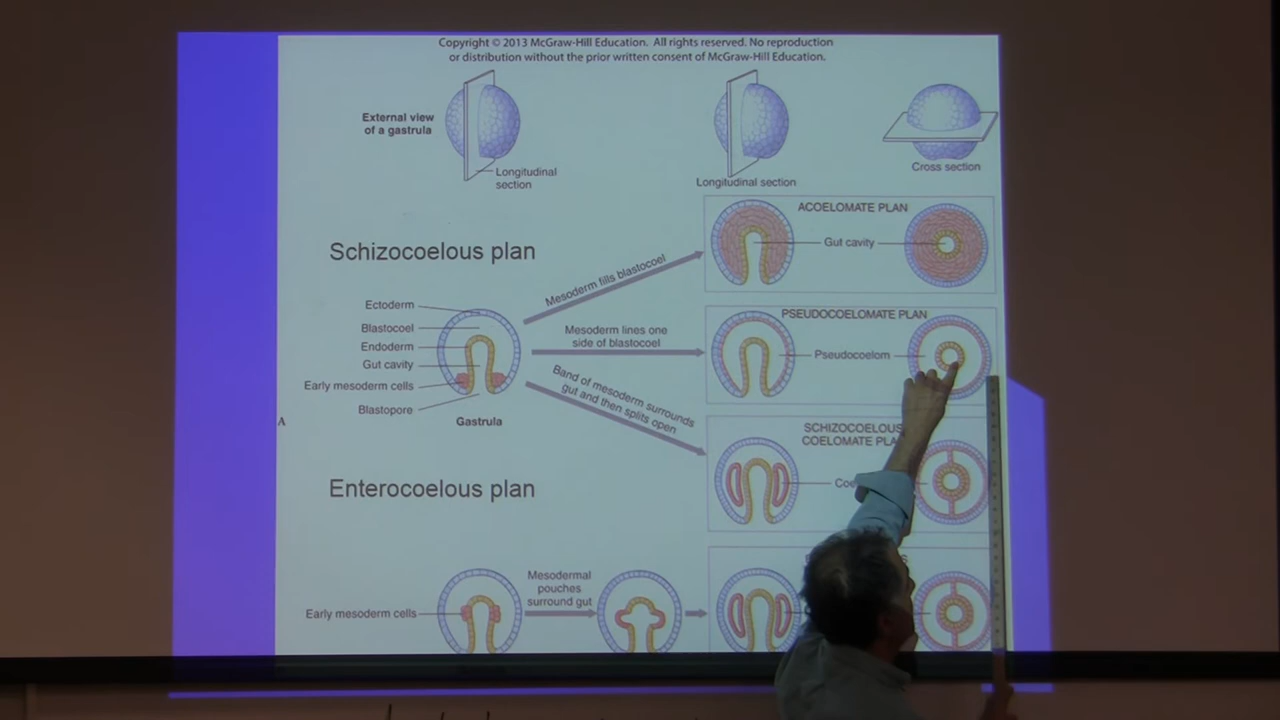 Copyright © 2013 McGraw-Hill Education. All rights reserved. No reproduction
or distribution without the prior written consent of McGraw-Hill Education.
External view
of a gastrula
Longitudinal
section
Longitudinal section
Cross section
ACOELOMATE PLAN
Gut cavity
Schizocoelous plan
Mesoderm fills blastocoel
Ectoderm
Blastocoel
Endoderm
Gut cavity
Early mesoderm cells
Blastopore
Gastrula
A
Mesoderm lines one
side of blastocoel
PSEUDOCOELOMATE PLAN
Pseudocoelom
Band of mesoderm surrounds
gut and then splits open
SCHIZOCOELOUS
COELOMATE
Enterocoelous plan
Early mesoderm cells
Mesodermal
pouches
surround gut